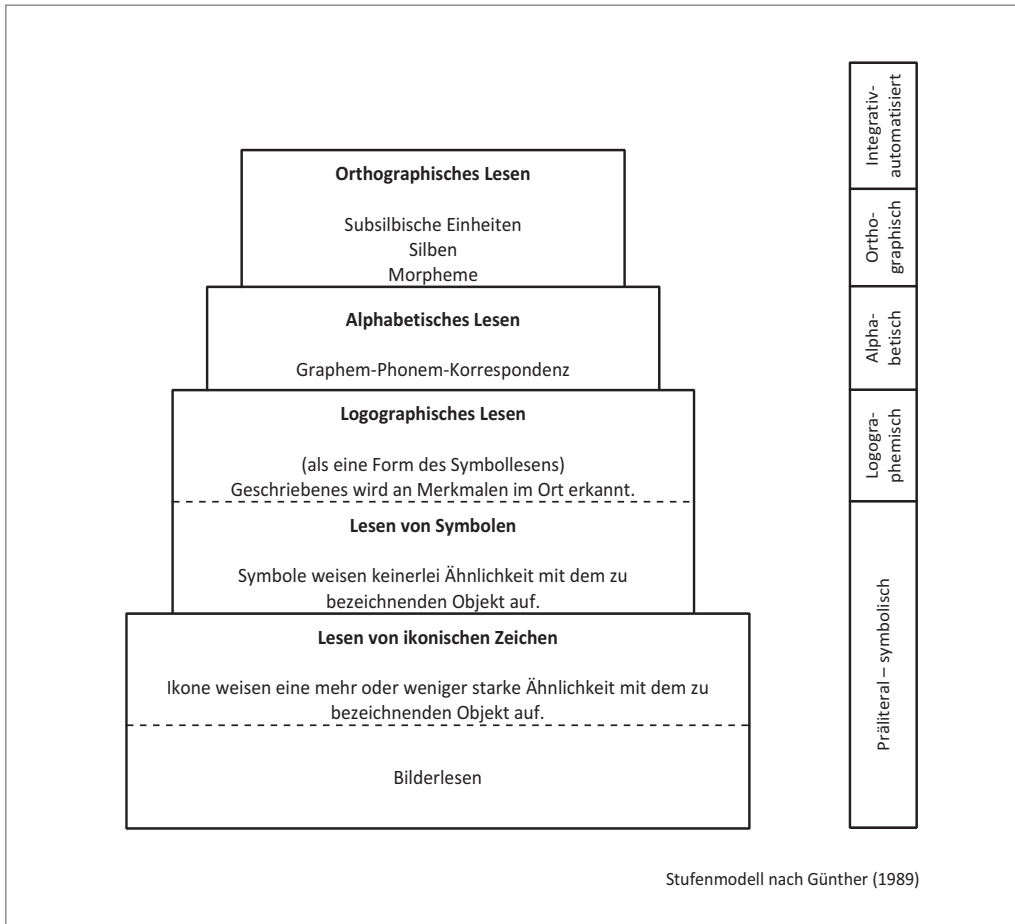 Orthographisches Lesen
Subsilbische Einheiten
Silben
Morpheme
Alphabetisches Lesen
Graphem-Phonem-Korrespondenz
Logographisches Lesen
(als eine Form des Symbollesens)
Geschriebenes wird an Merkmalen im Ort erkannt.
Lesen von Symbolen
Symbole weisen keinerlei Ähnlichkeit mit dem zu
bezeichnenden Objekt auf.
Lesen von ikonischen Zeichen
Ikone weisen eine mehr oder weniger starke Ähnlichkeit mit dem zu
bezeichnenden Objekt auf.
Bilderlesen
Integrativ-
automatisiert
Ortho-
graphisch
Alpha-
betisch
Logogra-
phemisch
Präliteral – symbolisch
Stufenmodell nach Günther (1989)